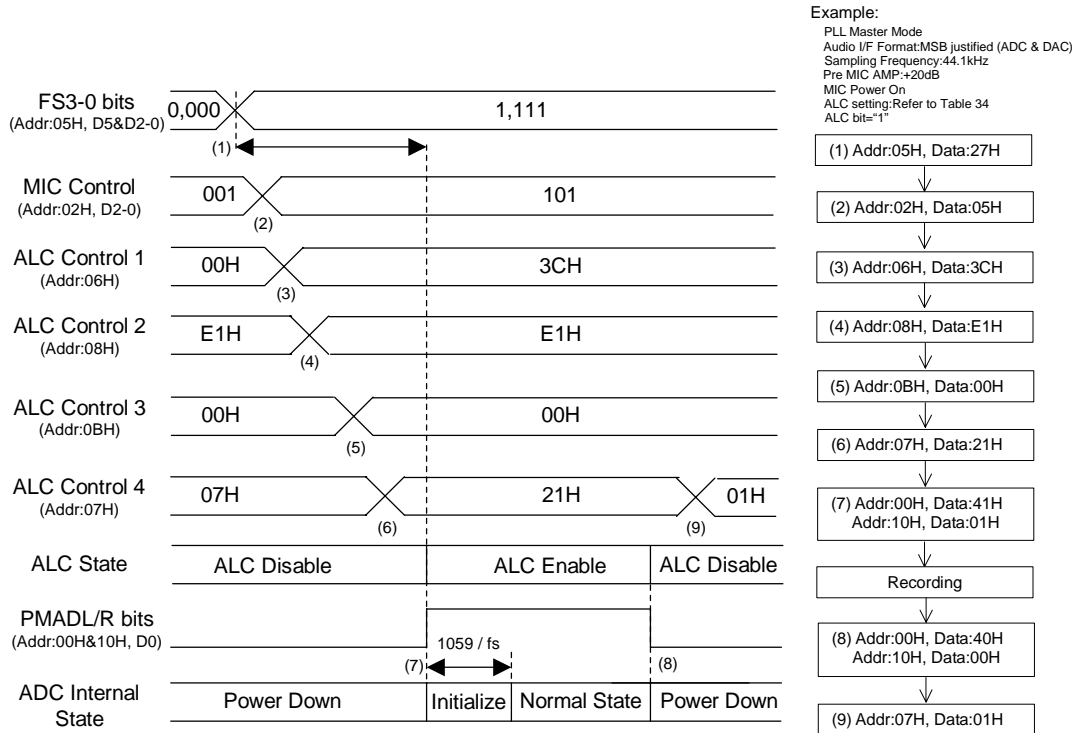 Example:
PLL Master Mode
Audio I/F Format:MSB justified (ADC & DAC)
Sampling Frequency:44.1kHz
Pre MIC AMP:+20dB
MIC Power On
ALC setting:Refer to Table 34
ALC bit="1"
FS3-0 bits
(Addr:05H, D5&D2-0)
0,000
1,111
(1)
MIC Control
(Addr:02H, D2-0)
001
101
(2)
ALC Control 1
(Addr:06H)
00H
3CH
(3)
ALC Control 2
(Addr:08H)
E1H
E1H
(4)
ALC Control 3
(Addr:0BH)
00H
00H
(5)
ALC Control 4
(Addr:07H)
07H
21H
01H
(6)
(9)
ALC State
ALC Disable
ALC Enable
ALC Disable
PMADL/R bits
(Addr:00H&10H, D0)
1059 / fs
(7)
(8)
ADC Internal
State
Power Down
Initialize
Normal State
Power Down
(1) Addr:05H, Data:27H
(2) Addr:02H, Data:05H
(3) Addr:06H, Data:3CH
(4) Addr:08H, Data:E1H
(5) Addr:0BH, Data:00H
(6) Addr:07H, Data:21H
(7) Addr:00H, Data:41H
Addr:10H, Data:01H
Recording
(8) Addr:00H, Data:40H
Addr:10H, Data:00H
(9) Addr:07H, Data:01H